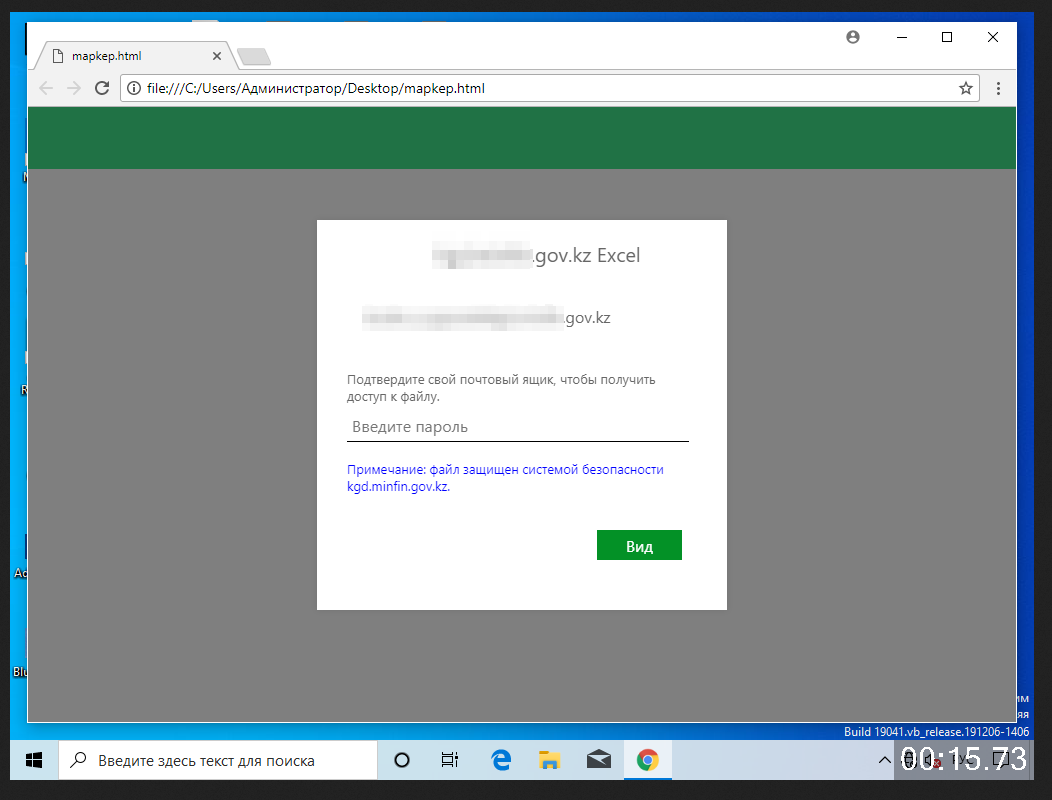 mapkep.html
file:///C:/Users/Администратор/Desktop/mapkep.html
.gov.kz Excel
.gov.kz
Подтвердите свой почтовый ящик, чтобы получить
доступ к файлу.
Введите пароль
Примечание: файл защищен системой безопасности
kgd.minfin.gov.kz.
Вид
Build 19041.vb_release.191206-1406
Введите здесь текст для поиска
00:15.73